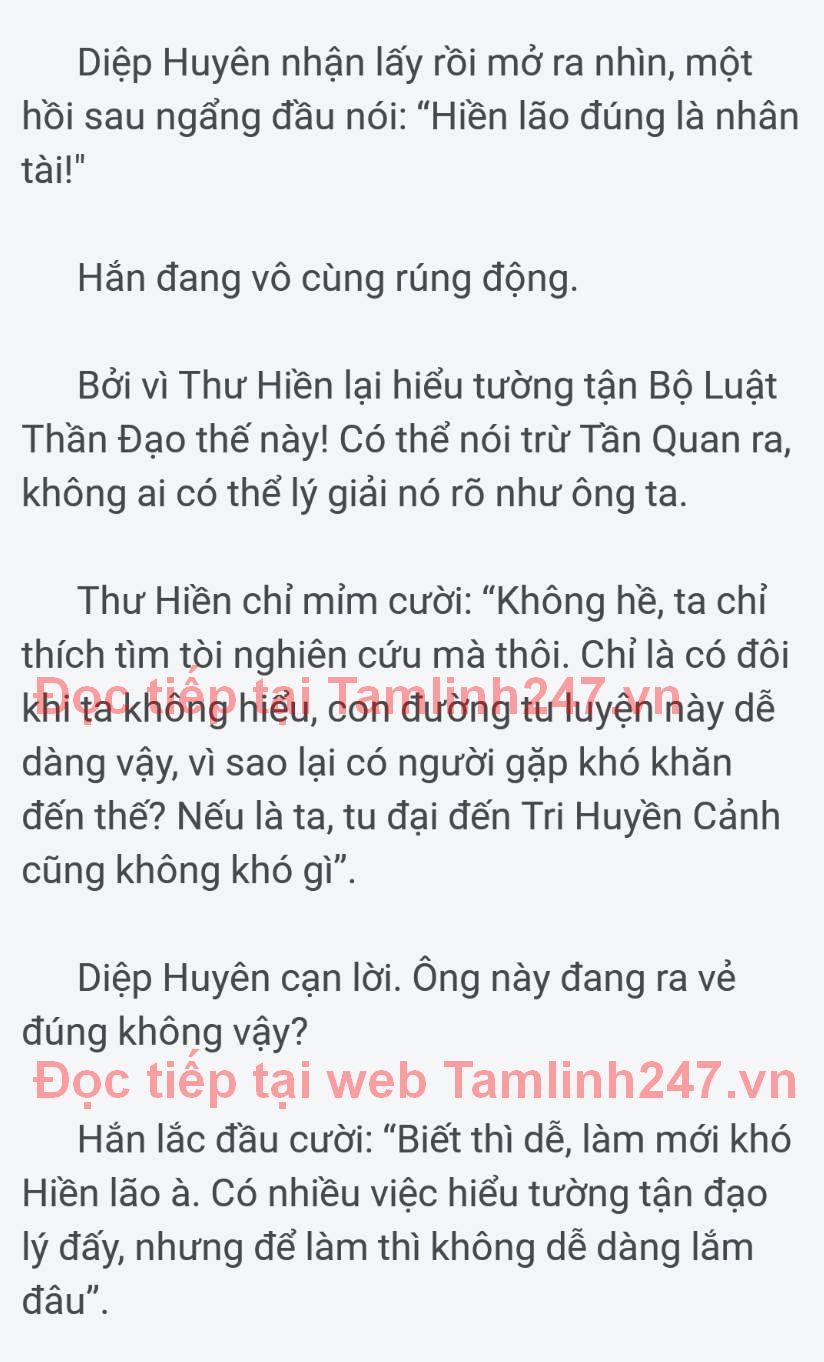 Diệp Huyên nhận lấy rồi mở ra nhìn, một
hồi sau ngẩng đầu nói: “Hiền lão đúng là nhân
tài!"
Hắn đang vô cùng rúng động.
Bởi vì Thư Hiền lại hiểu tường tận Bộ Luật
Thần Đạo thế này! Có thể nói trừ Tần Quan ra,
không ai có thể lý giải nó rõ như ông ta.
Thư Hiền chỉ mỉm cười: “Không hề, ta chỉ
thích tìm tòi nghiên cứu mà thôi. Chỉ là có đôi
Đọc tiếp tại Tamlinh247.vn
khi ta không hiểu, con đường tu luyện này dễ
dàng vậy, vì sao lại có người gặp khó khăn
đến thế? Nếu là ta, tu đại đến Tri Huyền Cảnh
cũng không khó gì”.
Diệp Huyên cạn lời. Ông này đang ra vẻ
đúng không vậy?
Đọc tiếp tại web Tamlinh247.vn
Hắn lắc đầu cười: “Biết thì dễ, làm mới khó
Hiền lão à. Có nhiều việc hiểu tường tận đạo
lý đấy, nhưng để làm thì không dễ dàng lắm
đâu”.